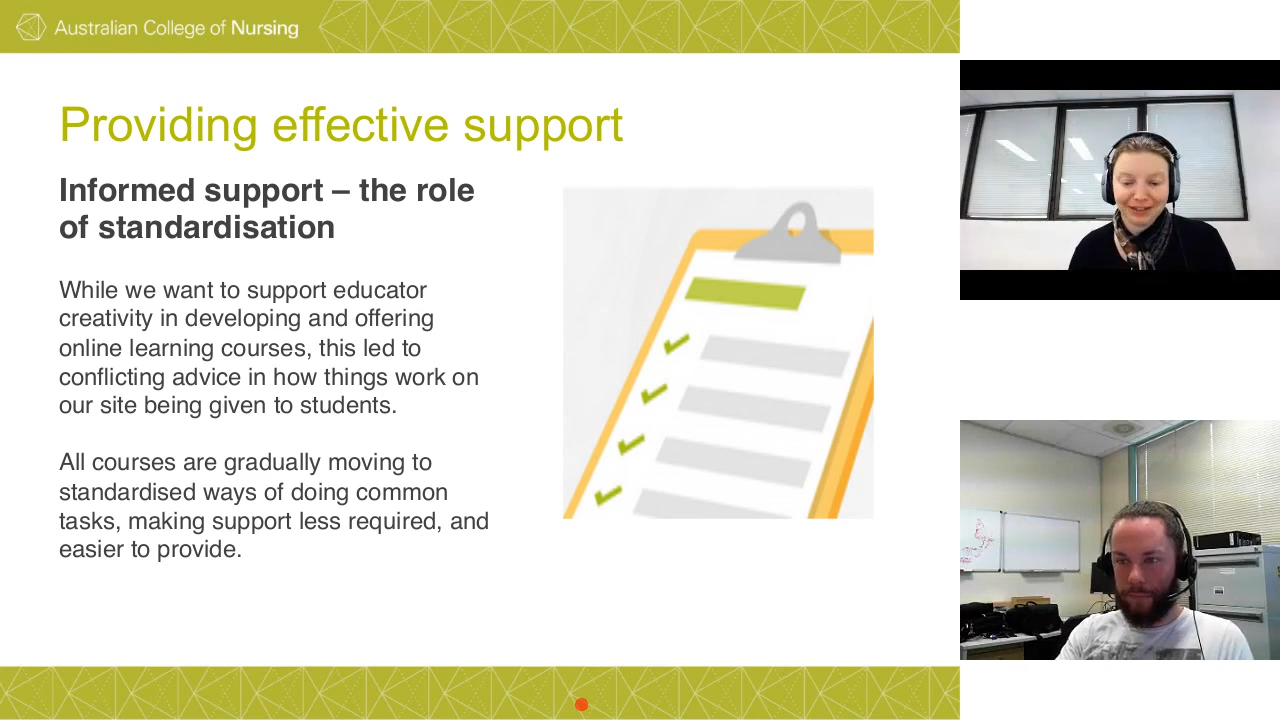 Australian College of Nursing
Providing effective support
Informed support – the role
of standardisation
While we want to support educator
creativity in developing and offering
online learning courses, this led to
conflicting advice in how things work on
our site being given to students.
All courses are gradually moving to
standardised ways of doing common
tasks, making support less required, and
easier to provide.